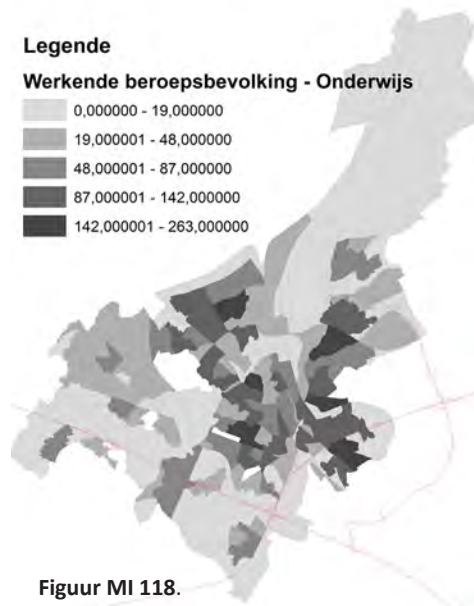 Legende
Werkende beroepsbevolking - Onderwijs
0,000000 - 19,000000
19,000001 - 48,000000
48,000001 - 87,000000
87,000001 - 142,000000
142,000001 - 263,000000
Figuur MI 118.